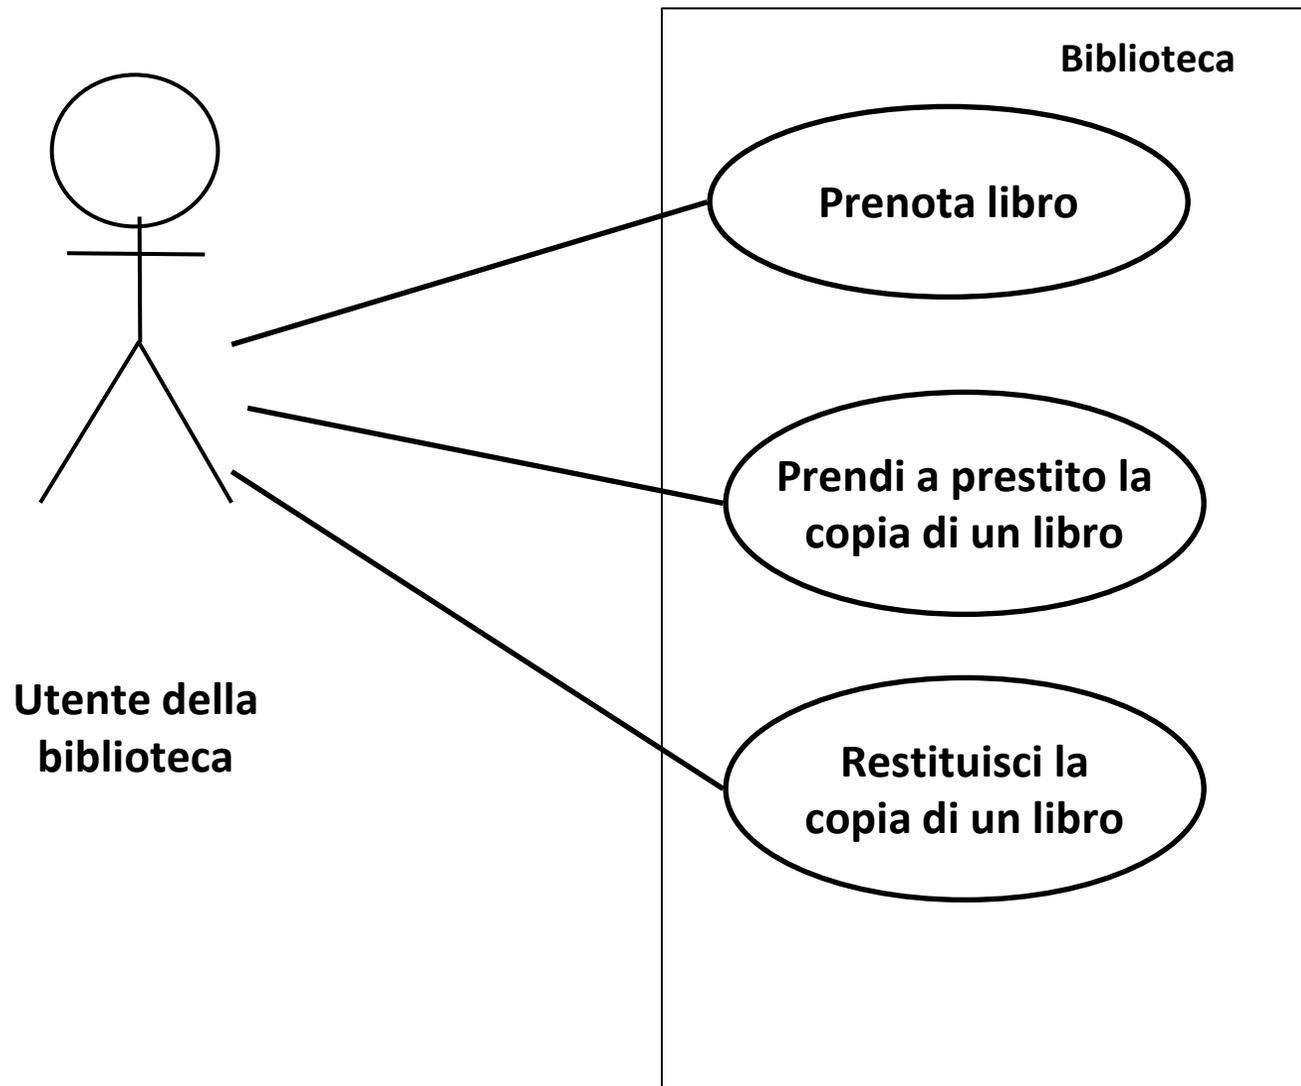 Biblioteca
Prenota libro
Prendi a prestito la
copia di un libro
Utente della
biblioteca
Restituisci la
copia di un libro